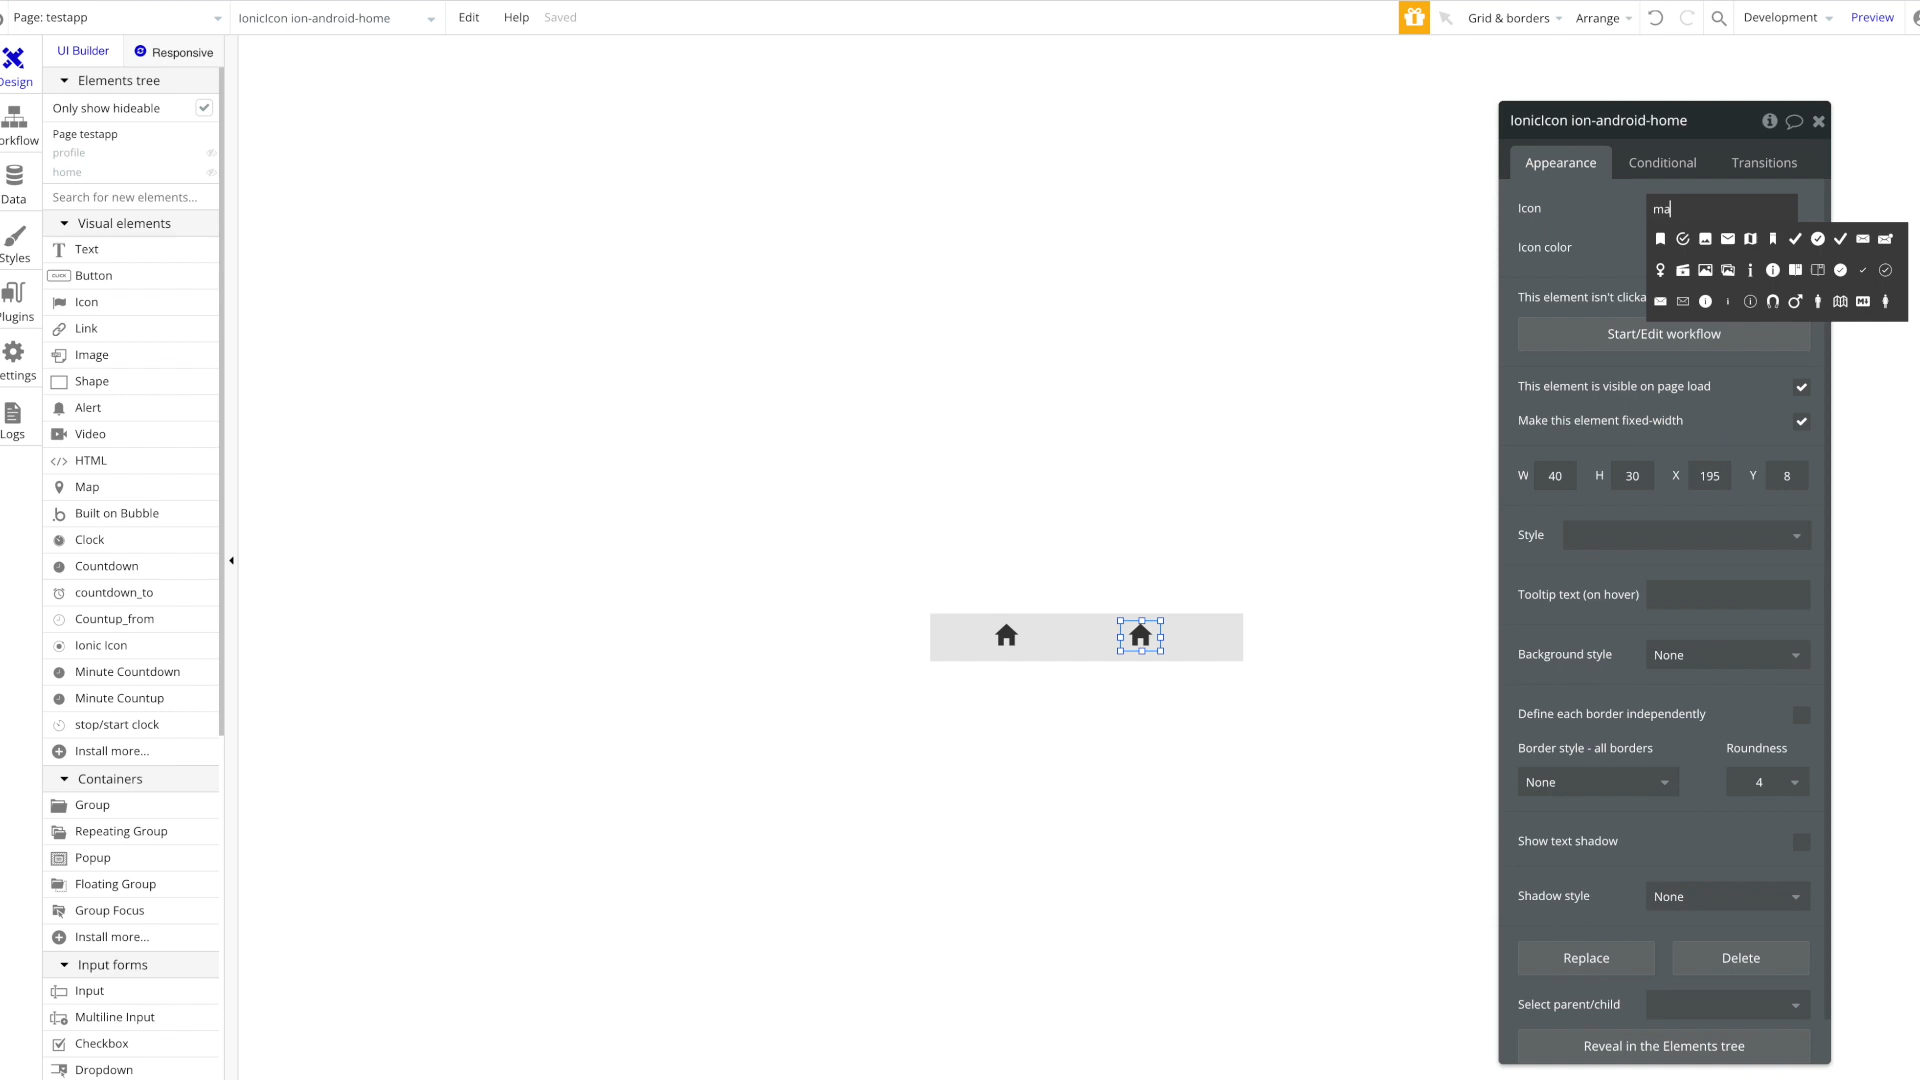 Page: testapp
IonicIcon ion-android-home
Edit
Help
Saved
Grid & borders
Arrange
Development
Preview
Design
orkflow
Data
Styles
lugins
ettings
Logs
UI Builder
Responsive
Elements tree
Only show hideable
Page testapp
profile
home
Search for new elements...
Visual elements
Text
CLICK Button
Icon
Link
Image
Shape
Alert
Video
HTML
Map
Built on Bubble
Clock
Countdown
countdown_to
Countup_from
Ionic Icon
Minute Countdown
Minute Countup
stop/start clock
Install more...
Containers
Group
Repeating Group
Popup
Floating Group
Group Focus
Install more...
Input forms
Input
Multiline Input
Checkbox
Dropdown
IonicIcon ion-android-home
Appearance
Conditional
Transitions
Icon
ma
Icon color
This element isn't clicka
Start/Edit workflow
This element is visible on page load
Make this element fixed-width
W 40 H 30 X 195 Y 8
Style
Tooltip text (on hover)
Background style
None
Define each border independently
Border style - all borders
Roundness
None
4
Show text shadow
Shadow style
None
Replace
Delete
Select parent/child
Reveal in the Elements tree